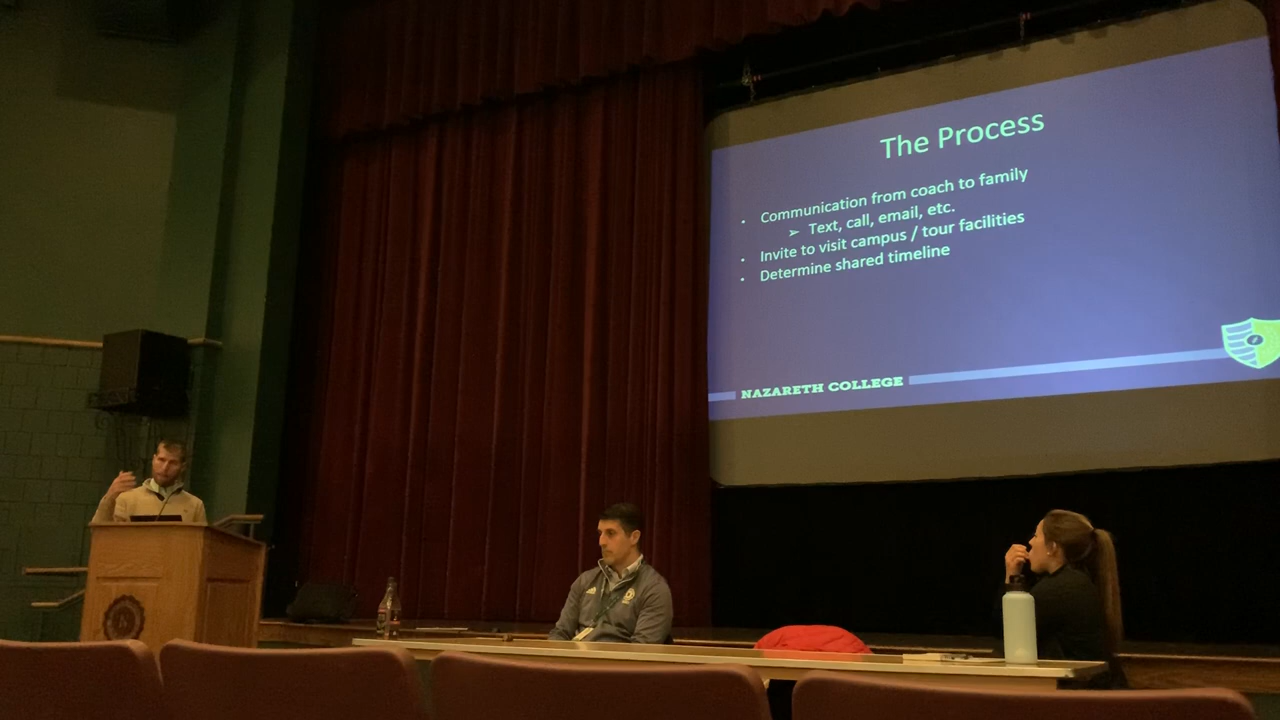 The Process
• Communication from coach to family
➢ Text, call, email, etc.
• Invite to visit campus / tour facilities
• Determine shared timeline
NAZARETH COLLEGE
N